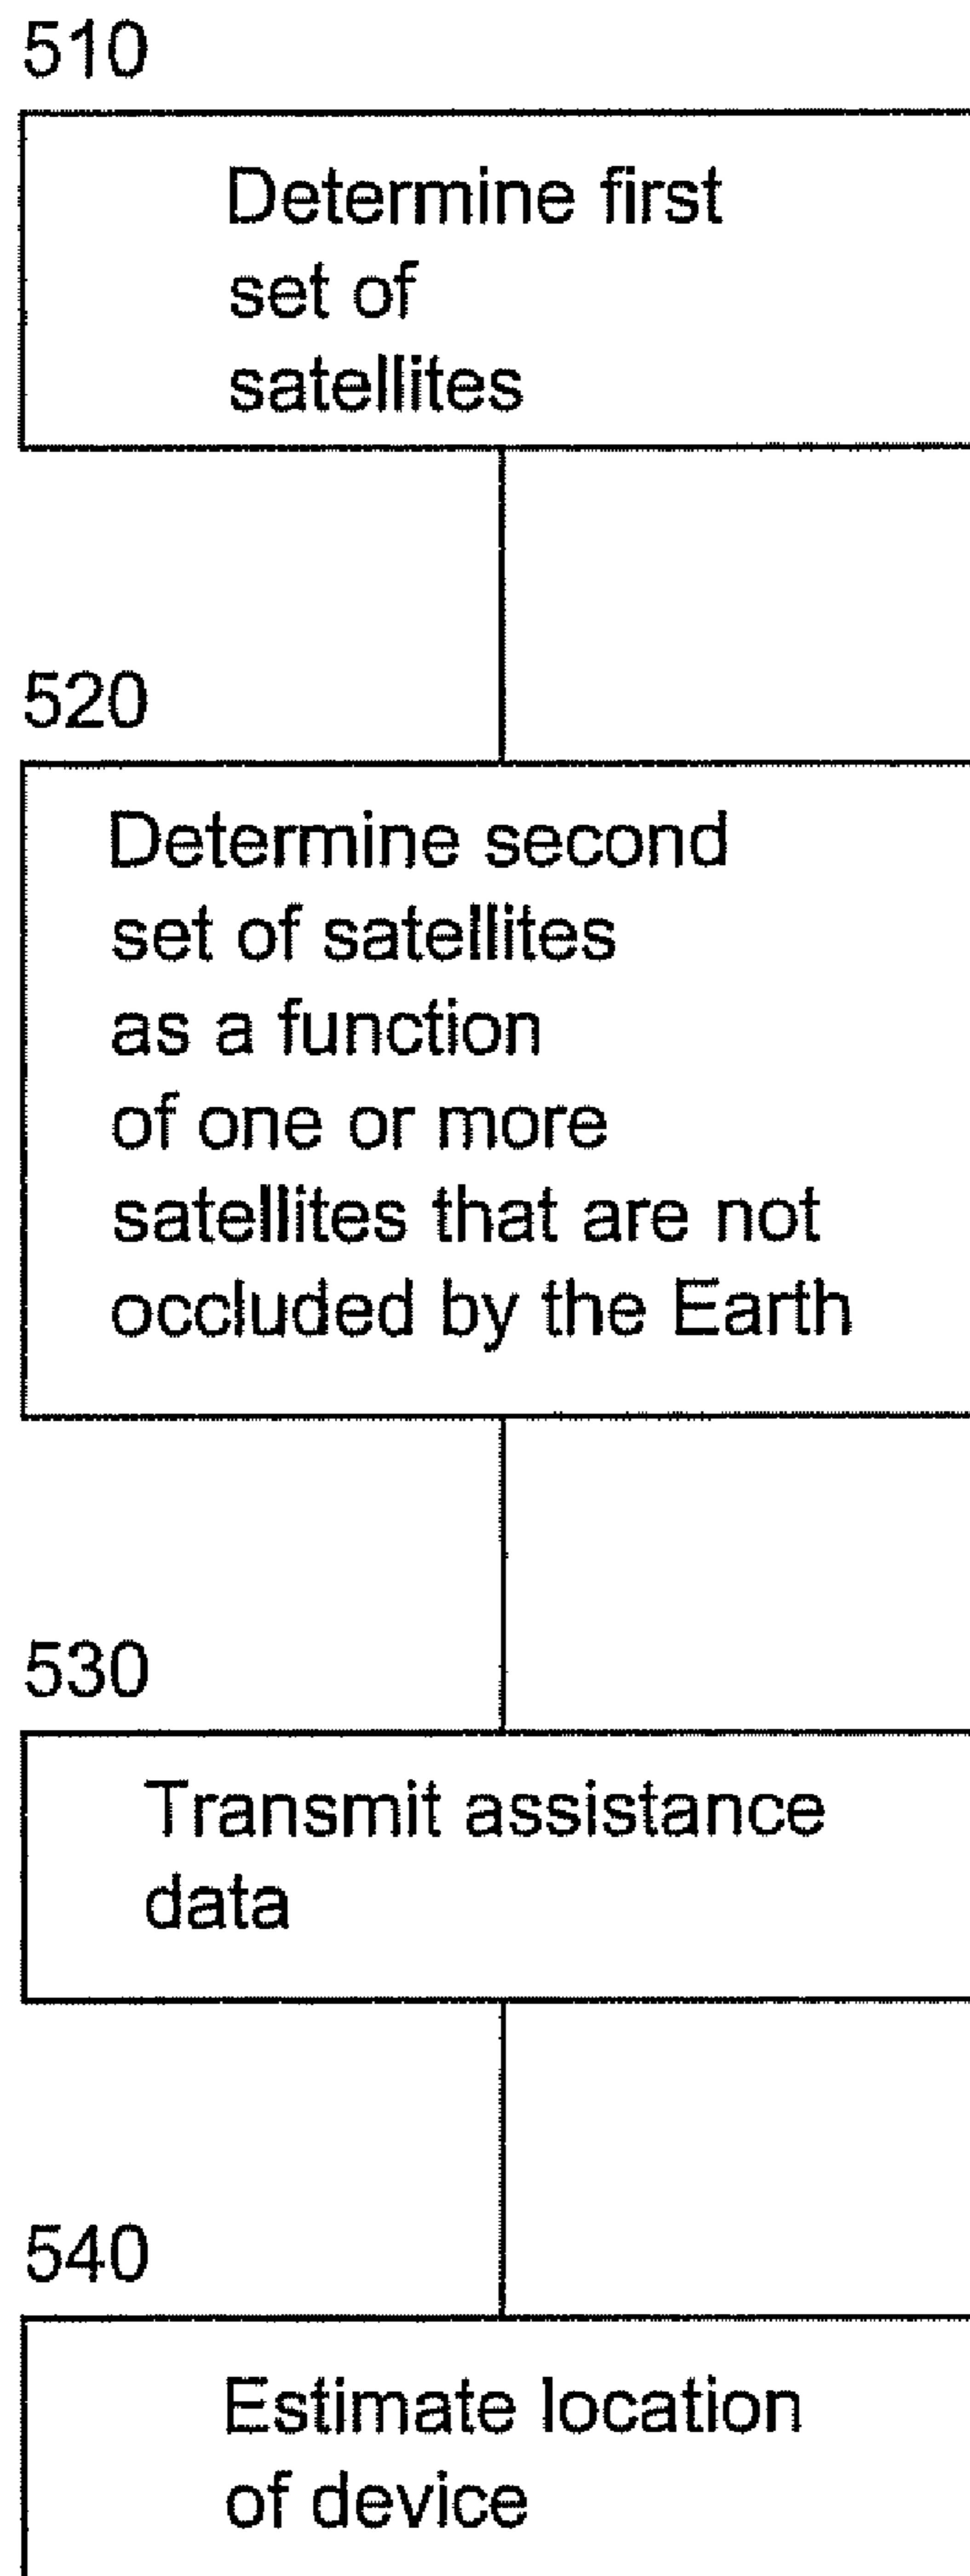 510
Determine first
set of
satellites
520
Determine second
set of satellites
as a function
of one or more
satellites that are not
occluded by the Earth
530
Transmit assistance
data
540
Estimate location
of device